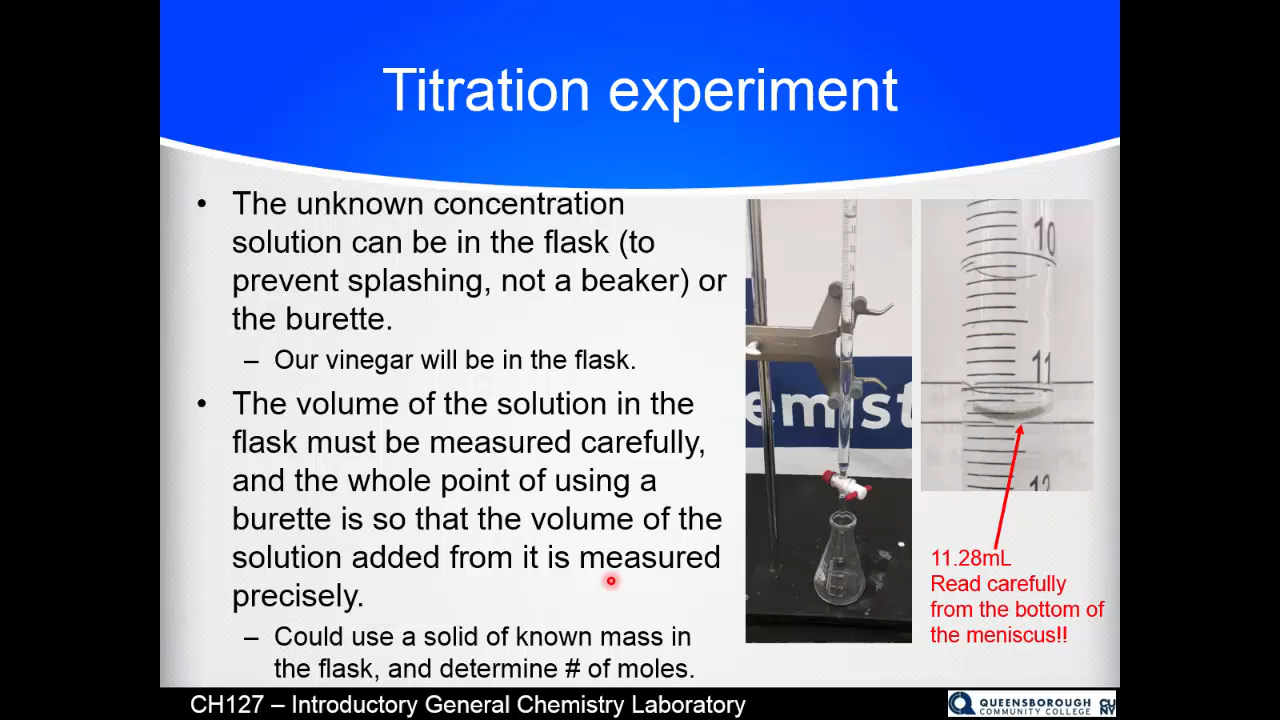 Titration experiment
• The unknown concentration
solution can be in the flask (to
prevent splashing, not a beaker) or
the burette.
– Our vinegar will be in the flask.
• The volume of the solution in the
flask must be measured carefully,
and the whole point of using a
burette is so that the volume of the
solution added from it is measured
precisely.
– Could use a solid of known mass in
the flask, and determine # of moles.
emist
10
11
12
11.28mL
Read carefully
from the bottom of
the meniscus!!
CH127 – Introductory General Chemistry Laboratory
QUEENSBOROUGH
COMMUNITY COLLEGE
CU
NY